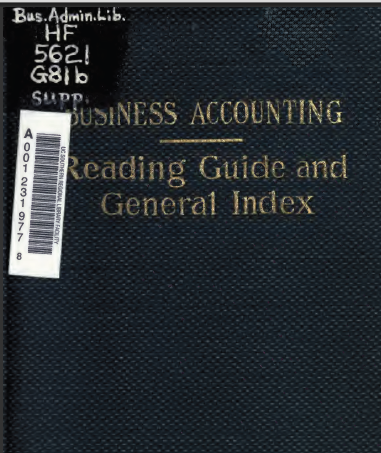 Bus.Admin.Lib.
HF
5621
G81b
SUPP.
BUSINESS ACCOUNTING
Reading Guide and
General Index
A
001 231 977
8
UC SOUTHERN REGIONAL LIBRARY FACILITY